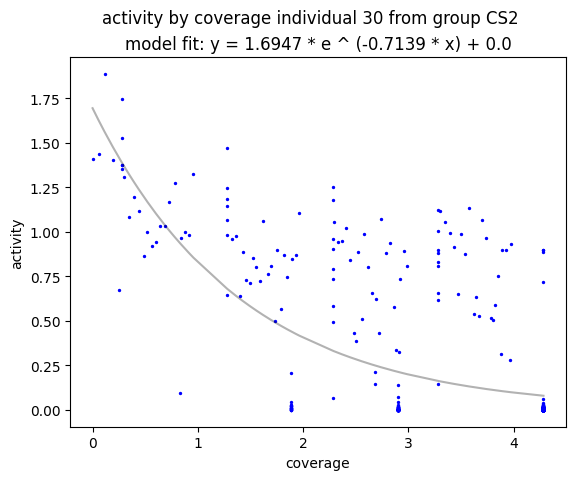 activity by coverage individual 30 from group CS2
model fit: y = 1.6947 * e ^ (-0.7139 * x) + 0.0
activity
1.75
1.50
1.25
1.00
0.75
0.50
0.25
0.00
0 1 2 3 4
coverage